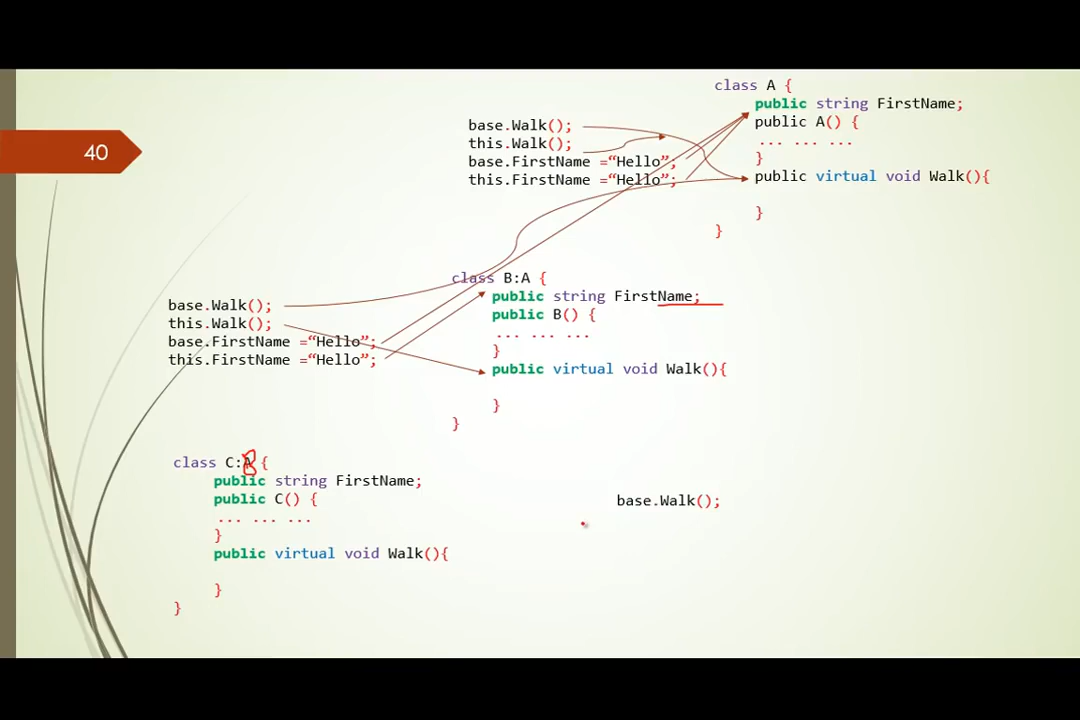 40
class A {
public string FirstName;
public A() {
... ... ...
}
public virtual void Walk(){
}
}
base.Walk();
this.Walk();
base.FirstName =“Hello”;
this.FirstName =“Hello”;
class B:A {
public string FirstName;
public B() {
... ... ...
}
public virtual void Walk(){
}
}
base.Walk();
this.Walk();
base.FirstName =“Hello”;
this.FirstName =“Hello”;
class C:B {
public string FirstName;
public C() {
... ... ...
}
public virtual void Walk(){
}
}
base.Walk();